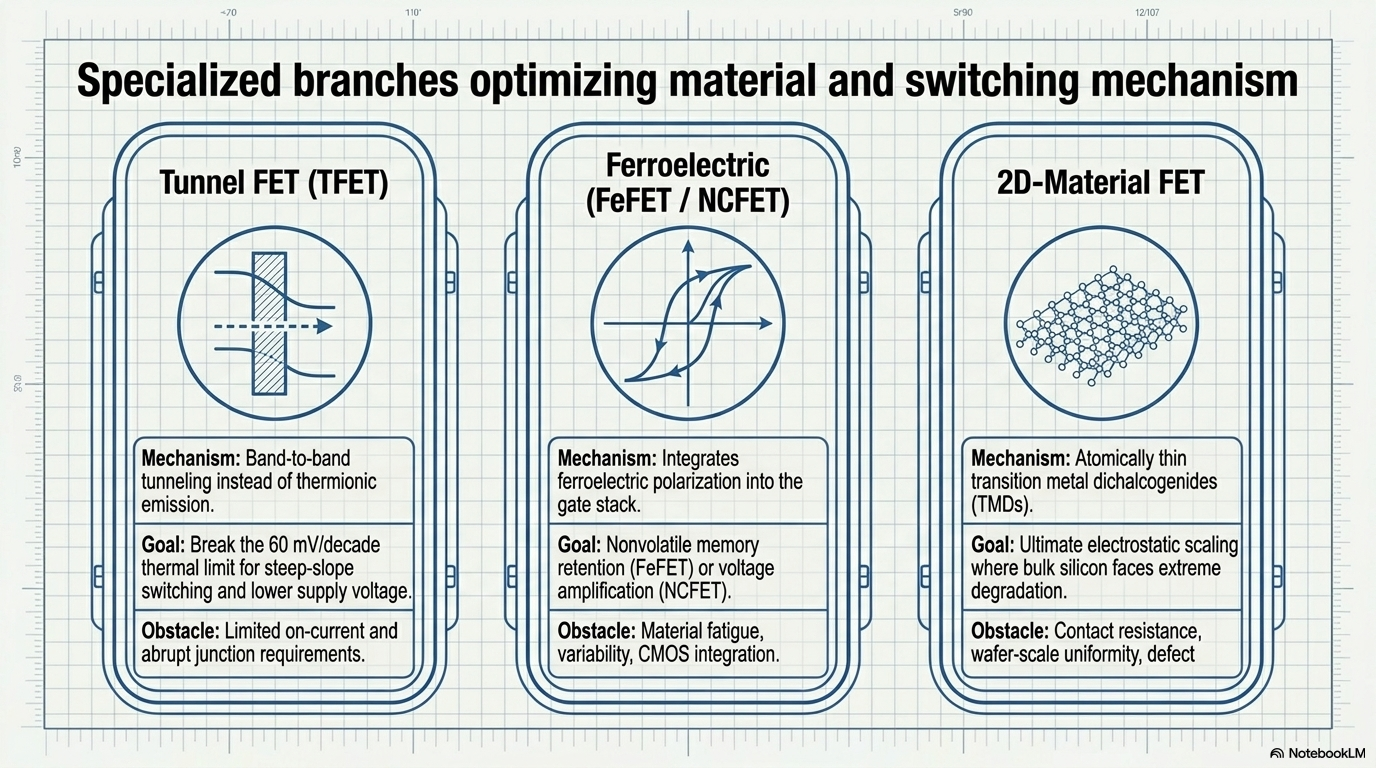 Specialized branches optimizing material and switching mechanism
Tunnel FET (TFET)
Mechanism: Band-to-band
tunneling instead of thermionic
emission.
Goal: Break the 60 mV/decade
thermal limit for steep-slope
switching and lower supply voltage.
Obstacle: Limited on-current and
abrupt junction requirements.
Ferroelectric
(FeFET / NCFET)
Mechanism: Integrates
ferroelectric polarization into the
gate stack.
Goal: Nonvolatile memory
retention (FeFET) or voltage
amplification (NCFET).
Obstacle: Material fatigue,
variability, CMOS integration.
2D-Material FET
Mechanism: Atomically thin
transition metal dichalcogenides
(TMDs).
Goal: Ultimate electrostatic scaling
where bulk silicon faces extreme
degradation.
Obstacle: Contact resistance,
wafer-scale uniformity, defect
12/107
NotebookLM